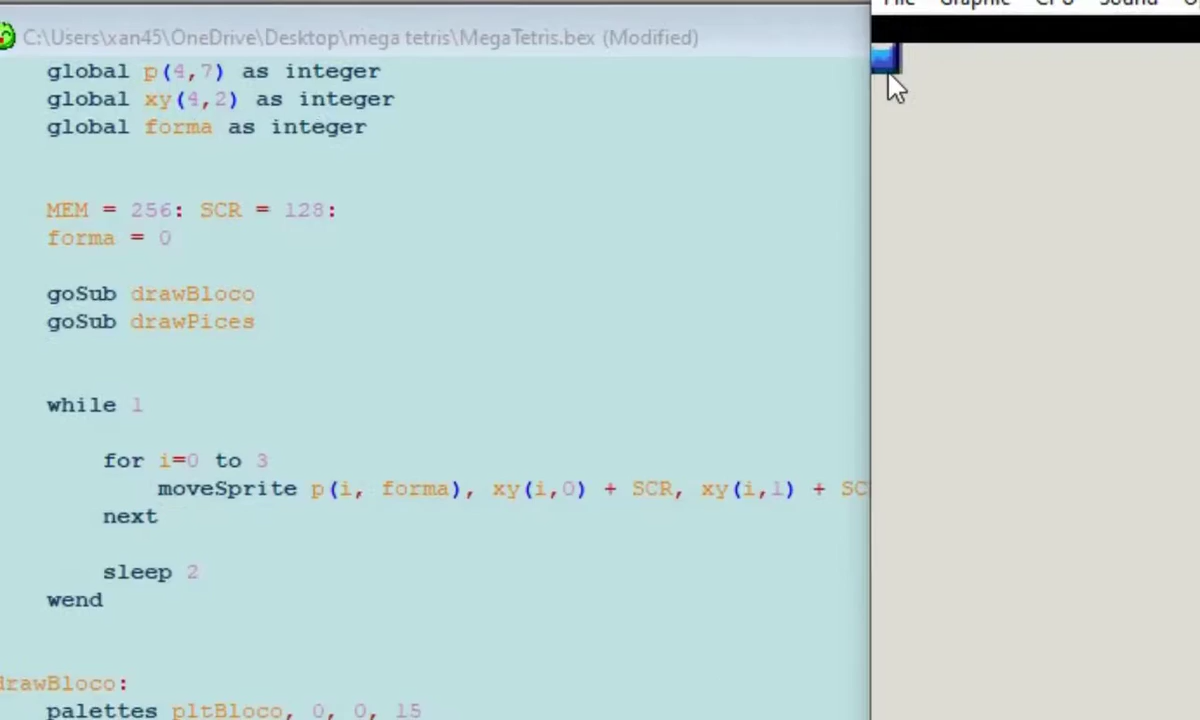 C:\Users\xan45\OneDrive\Desktop\mega tetris\MegaTetris.bex (Modified)
File Graphic CPU Sound
global p(4,7) as integer
global xy(4,2) as integer
global forma as integer
MEM = 256: SCR = 128:
forma = 0
goSub drawBloco
goSub drawPices
while 1
for i=0 to 3
moveSprite p(i, forma), xy(i,0) + SCR, xy(i,1) + SC
next
sleep 2
wend
drawBloco:
palettes pltBloco, 0, 0, 15